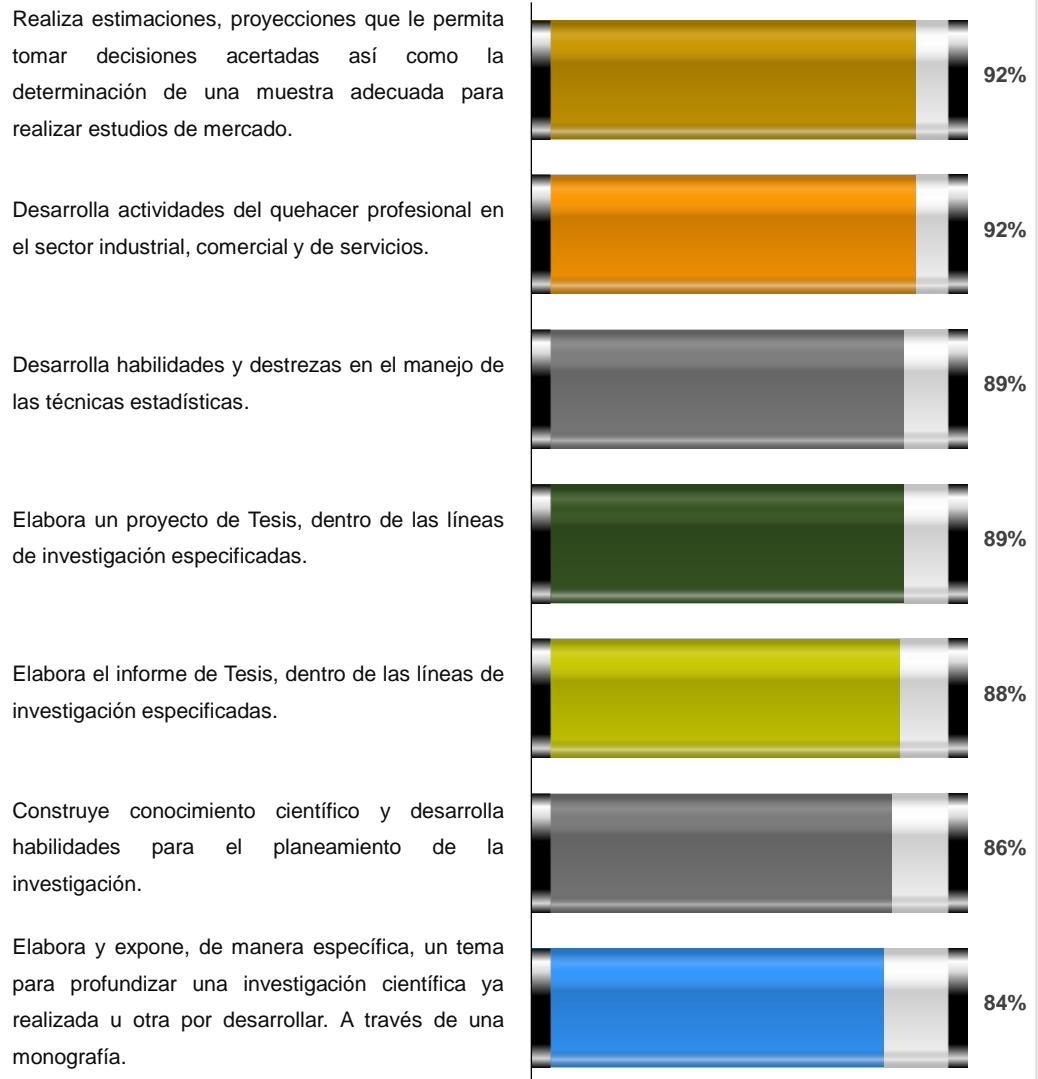 Realiza estimaciones, proyecciones que le permita
tomar decisiones acertadas así como la
determinación de una muestra adecuada para
realizar estudios de mercado.
92%
Desarrolla actividades del quehacer profesional en
el sector industrial, comercial y de servicios.
92%
Desarrolla habilidades y destrezas en el manejo de
las técnicas estadísticas.
89%
Elabora un proyecto de Tesis, dentro de las líneas
de investigación especificadas.
89%
Elabora el informe de Tesis, dentro de las líneas de
investigación especificadas.
88%
Construye conocimiento científico y desarrolla
habilidades para el planeamiento de la
investigación.
86%
Elabora y expone, de manera específica, un tema
para profundizar una investigación científica ya
realizada u otra por desarrollar. A través de una
monografía.
84%